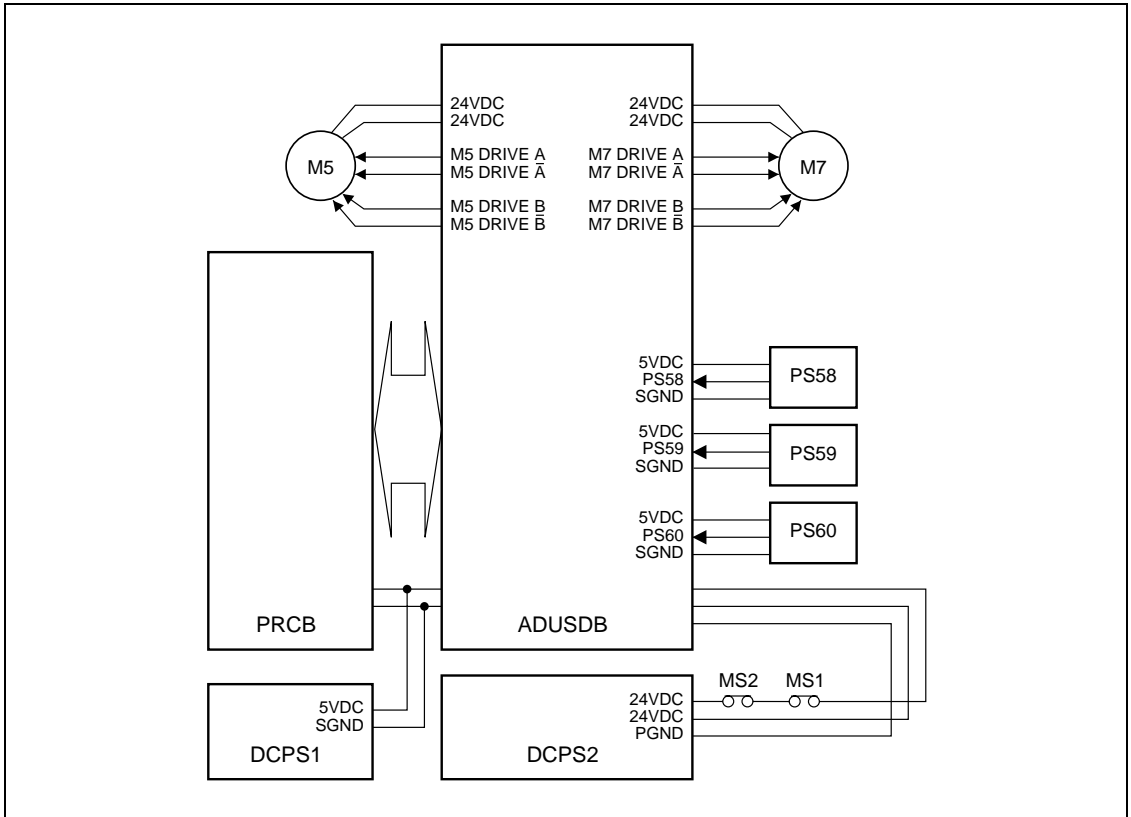 24VDC
24VDC
M5 DRIVE A
M5 DRIVE A̅
M5 DRIVE B
M5 DRIVE B̅
M5
24VDC
24VDC
M7 DRIVE A
M7 DRIVE A̅
M7 DRIVE B
M7 DRIVE B̅
M7
5VDC
PS58
SGND
PS58
5VDC
PS59
SGND
PS59
5VDC
PS60
SGND
PS60
PRCB
ADUSDB
5VDC
SGND
DCPS1
24VDC
24VDC
PGND
DCPS2
MS2
MS1